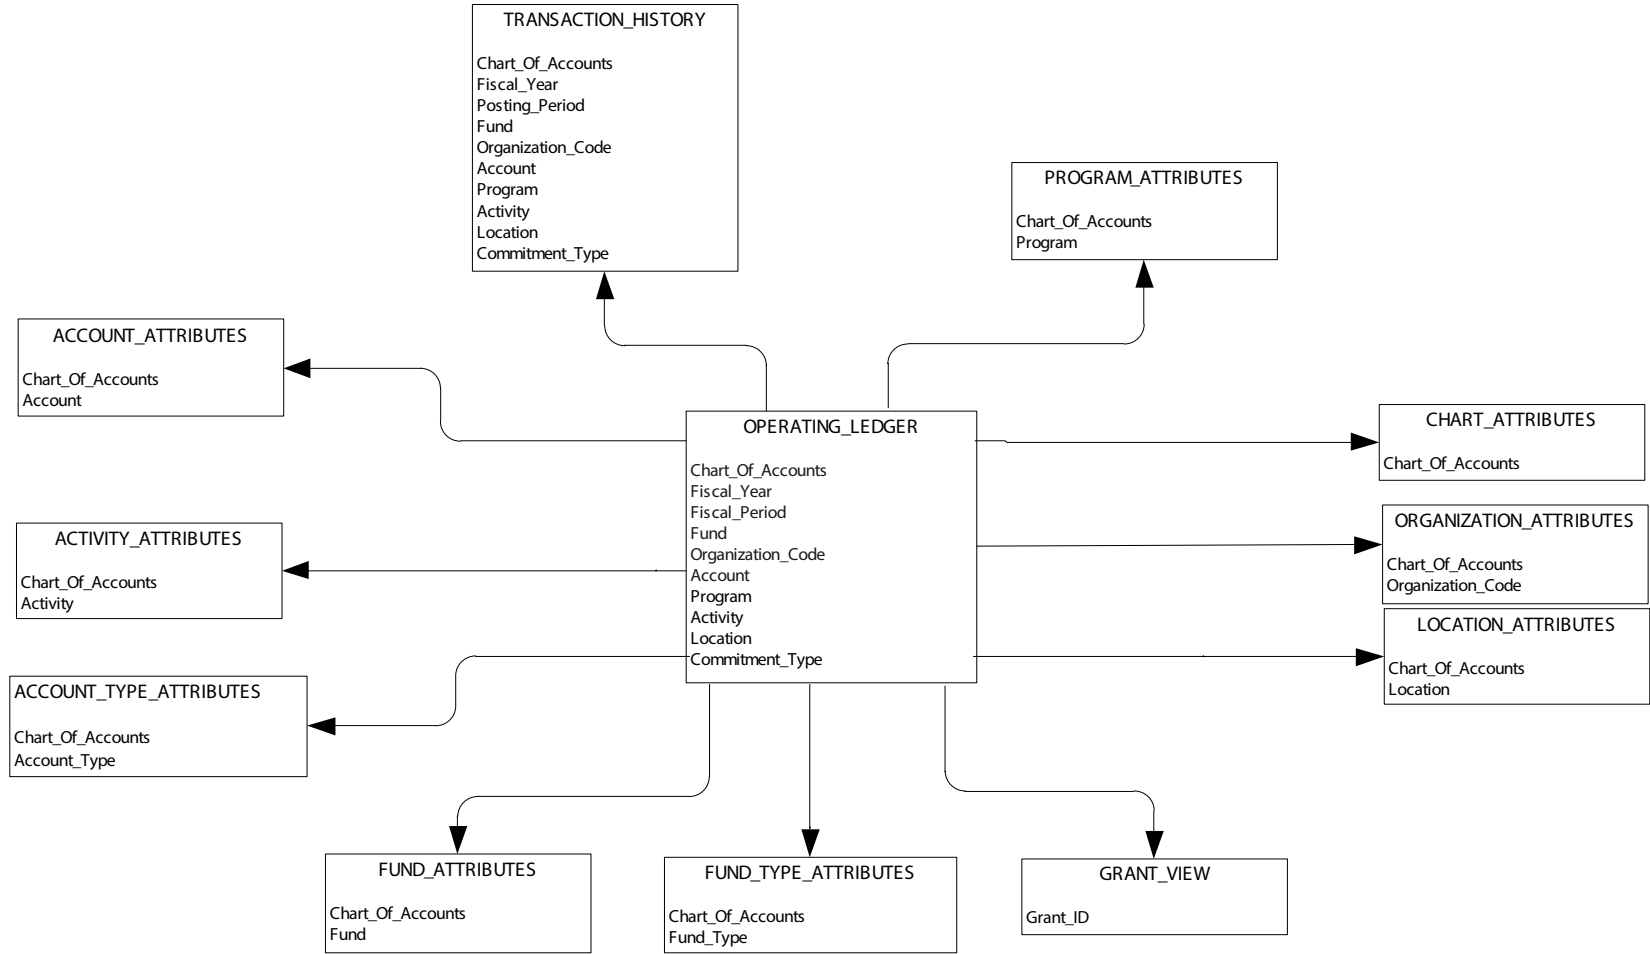 TRANSACTION_HISTORY
Chart_Of_Accounts
Fiscal_Year
Posting_Period
Fund
Organization_Code
Account
Program
Activity
Location
Commitment_Type
PROGRAM_ATTRIBUTES
Chart_Of_Accounts
Program
ACCOUNT_ATTRIBUTES
Chart_Of_Accounts
Account
OPERATING_LEDGER
Chart_Of_Accounts
Fiscal_Year
Fiscal_Period
Fund
Organization_Code
Account
Program
Activity
Location
Commitment_Type
CHART_ATTRIBUTES
Chart_Of_Accounts
ORGANIZATION_ATTRIBUTES
Chart_Of_Accounts
Organization_Code
ACTIVITY_ATTRIBUTES
Chart_Of_Accounts
Activity
LOCATION_ATTRIBUTES
Chart_Of_Accounts
Location
ACCOUNT_TYPE_ATTRIBUTES
Chart_Of_Accounts
Account_Type
FUND_ATTRIBUTES
Chart_Of_Accounts
Fund
FUND_TYPE_ATTRIBUTES
Chart_Of_Accounts
Fund_Type
GRANT_VIEW
Grant_ID